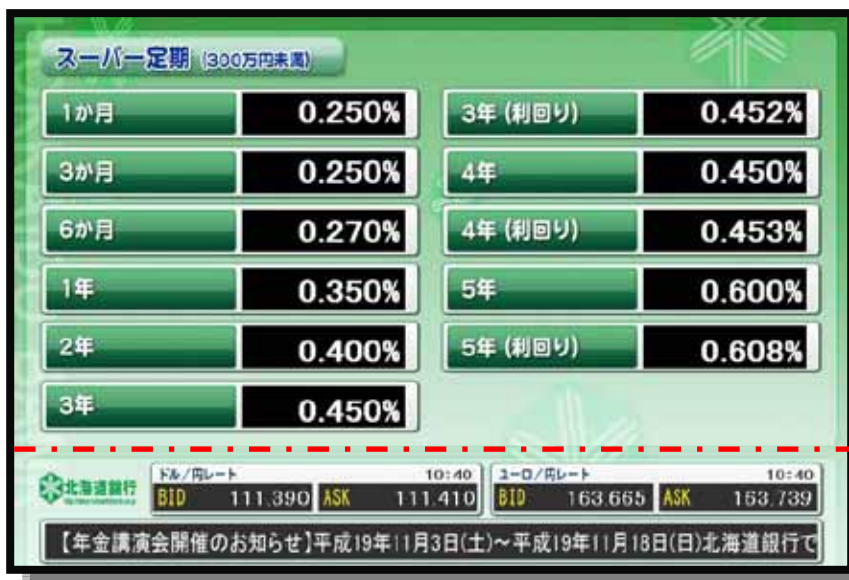 スーパー定期 (300万円未満)
1か月 0.250%
3か月 0.250%
6か月 0.270%
1年 0.350%
2年 0.400%
3年 0.450%
3年 (利回り) 0.452%
4年 0.450%
4年 (利回り) 0.453%
5年 0.600%
5年 (利回り) 0.608%
北海道銀行
ドル/円レート 10:40
BID 111.390 ASK 111.410
ユーロ/円レート 10:40
BID 163.665 ASK 163.739
【年金講演会開催のお知らせ】平成19年11月3日(土)~平成19年11月18日(日)北海道銀行で